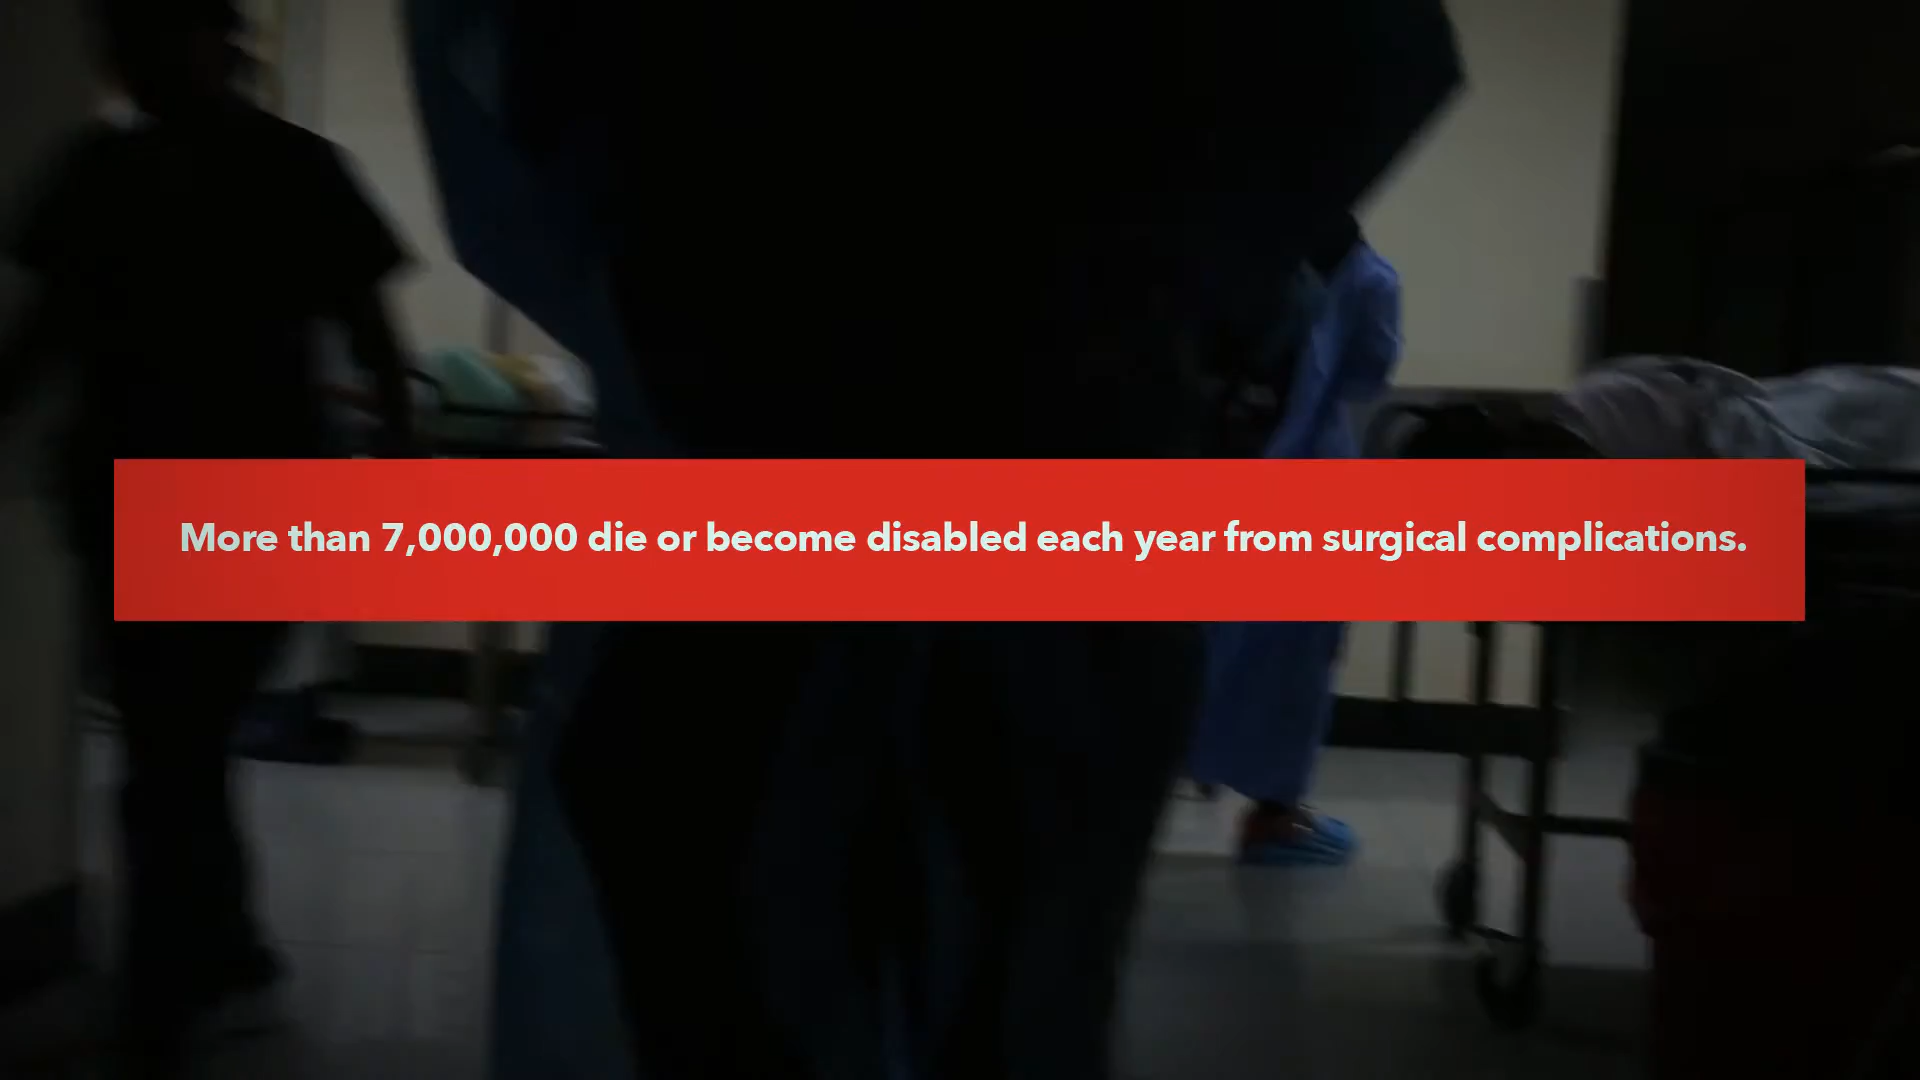 More than 7,000,000 die or become disabled each year from surgical complications.